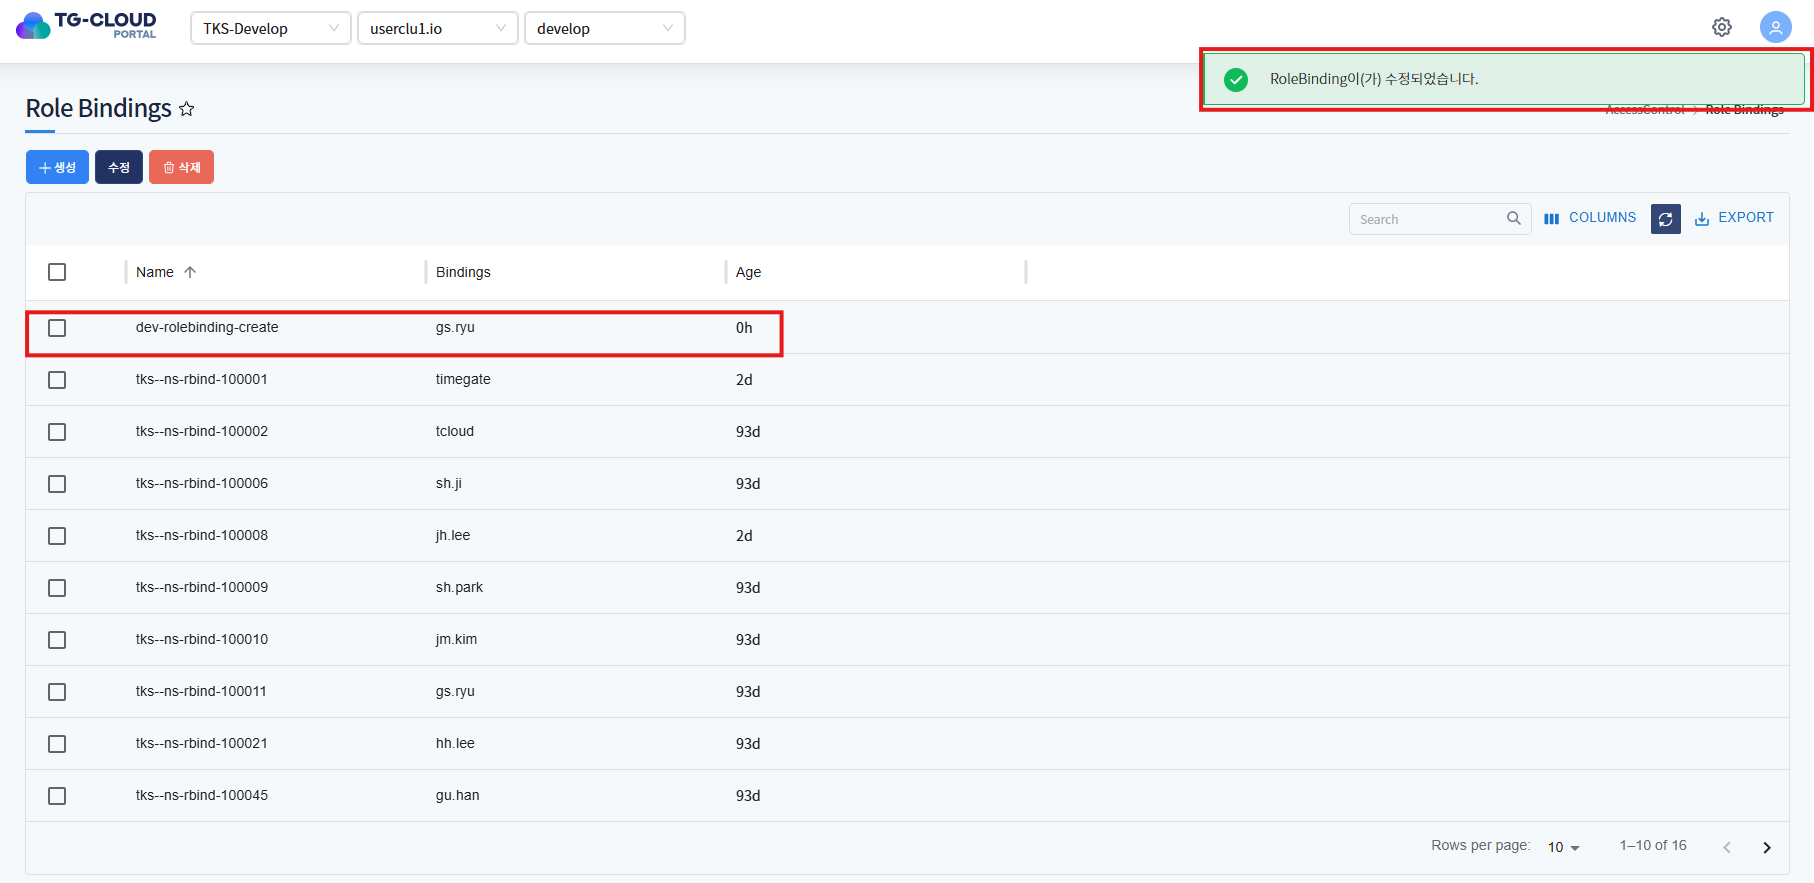 TG-CLOUD
PORTAL
TKS-Develop
userclu1.io
develop
RoleBinding이(가) 수정되었습니다.
Role Bindings
AccessControl > Role Bindings
생성
수정
삭제
Search
COLUMNS
EXPORT
Name Bindings Age
dev-rolebinding-create gs.ryu 0h
tks--ns-rbind-100001 timegate 2d
tks--ns-rbind-100002 tcloud 93d
tks--ns-rbind-100006 sh.ji 93d
tks--ns-rbind-100008 jh.lee 2d
tks--ns-rbind-100009 sh.park 93d
tks--ns-rbind-100010 jm.kim 93d
tks--ns-rbind-100011 gs.ryu 93d
tks--ns-rbind-100021 hh.lee 93d
tks--ns-rbind-100045 gu.han 93d
Rows per page: 10 1–10 of 16